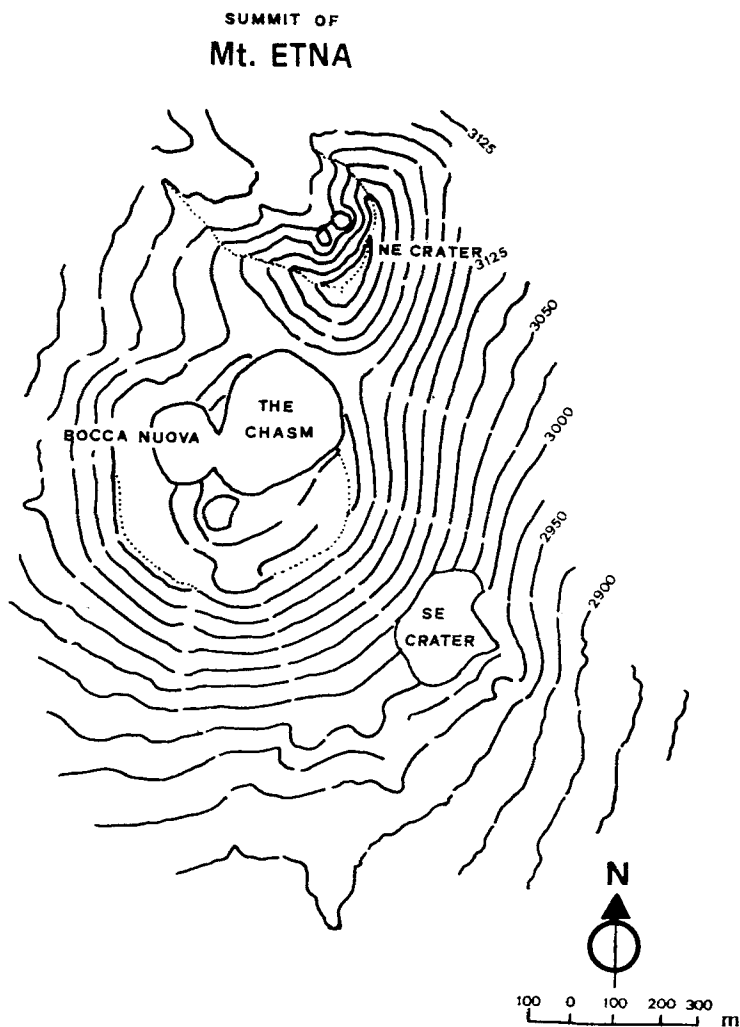 SUMMIT OF
Mt. ETNA
3125
NE CRATER
3125
3050
THE
CHASM
BOCCA NUOVA
3000
2950
2900
SE
CRATER
N
100 0 100 200 300 m